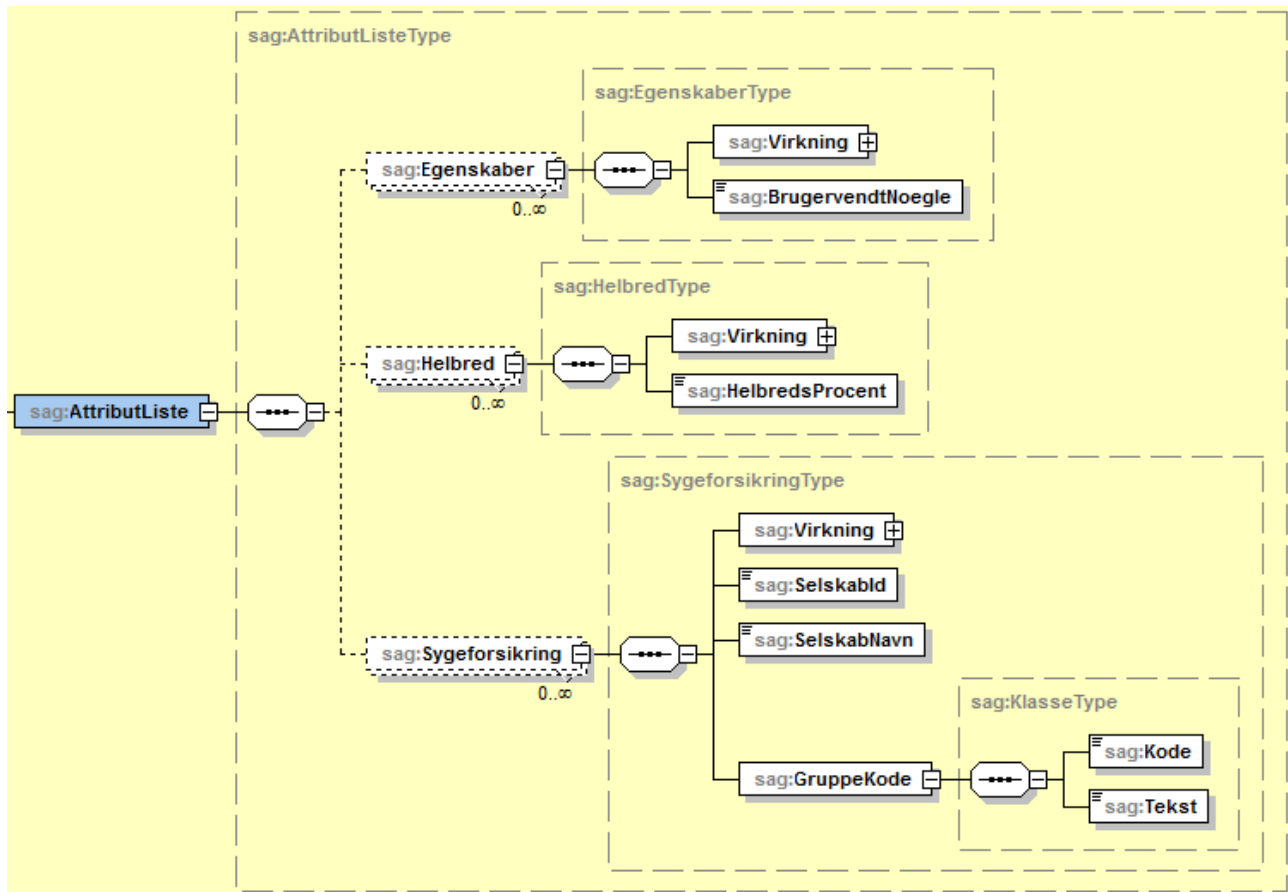 sag:AttributListeType
sag:EgenskaberType
sag:Virkning
sag:Egenskaber
0..∞
sag:BrugervendtNoegle
sag:HelbredType
sag:Virkning
sag:Helbred
0..∞
sag:HelbredsProcent
sag:AttributListe
sag:SygeforsikringType
sag:Virkning
sag:SelskabId
sag:SelskabNavn
sag:Sygeforsikring
0..∞
sag:KlasseType
sag:Kode
sag:GruppeKode
sag:Tekst